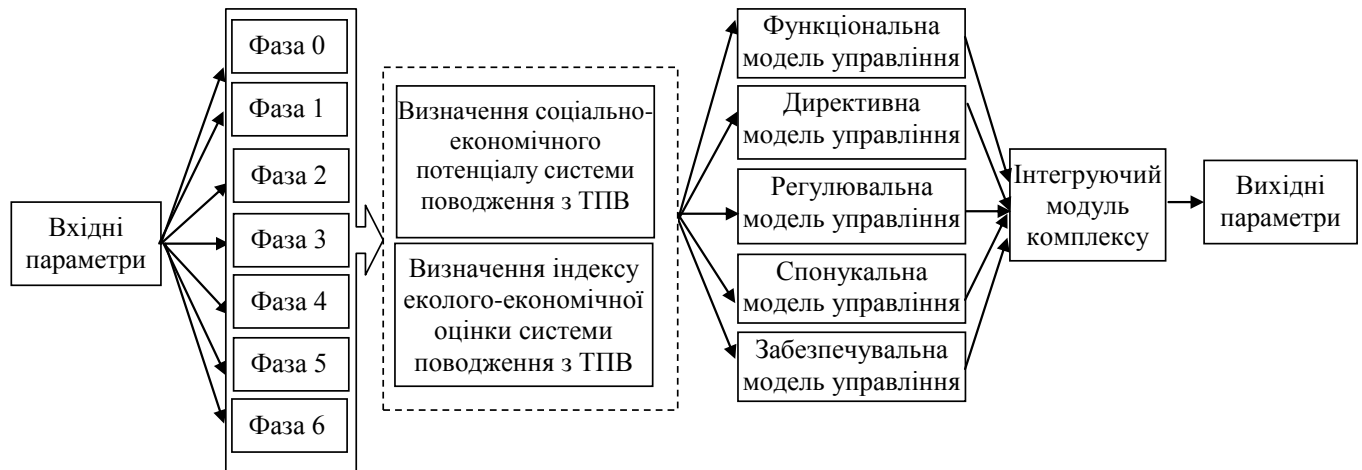 Вхідні
параметри
Фаза 0
Фаза 1
Фаза 2
Фаза 3
Фаза 4
Фаза 5
Фаза 6
Визначення соціально-
економічного
потенціалу системи
поводження з ТПВ
Визначення індексу
еколого-економічної
оцінки системи
поводження з ТПВ
Функціональна
модель управління
Директивна
модель управління
Регулювальна
модель управління
Спонукальна
модель управління
Забезпечувальна
модель управління
Інтегруючий
модуль
комплексу
Вихідні
параметри